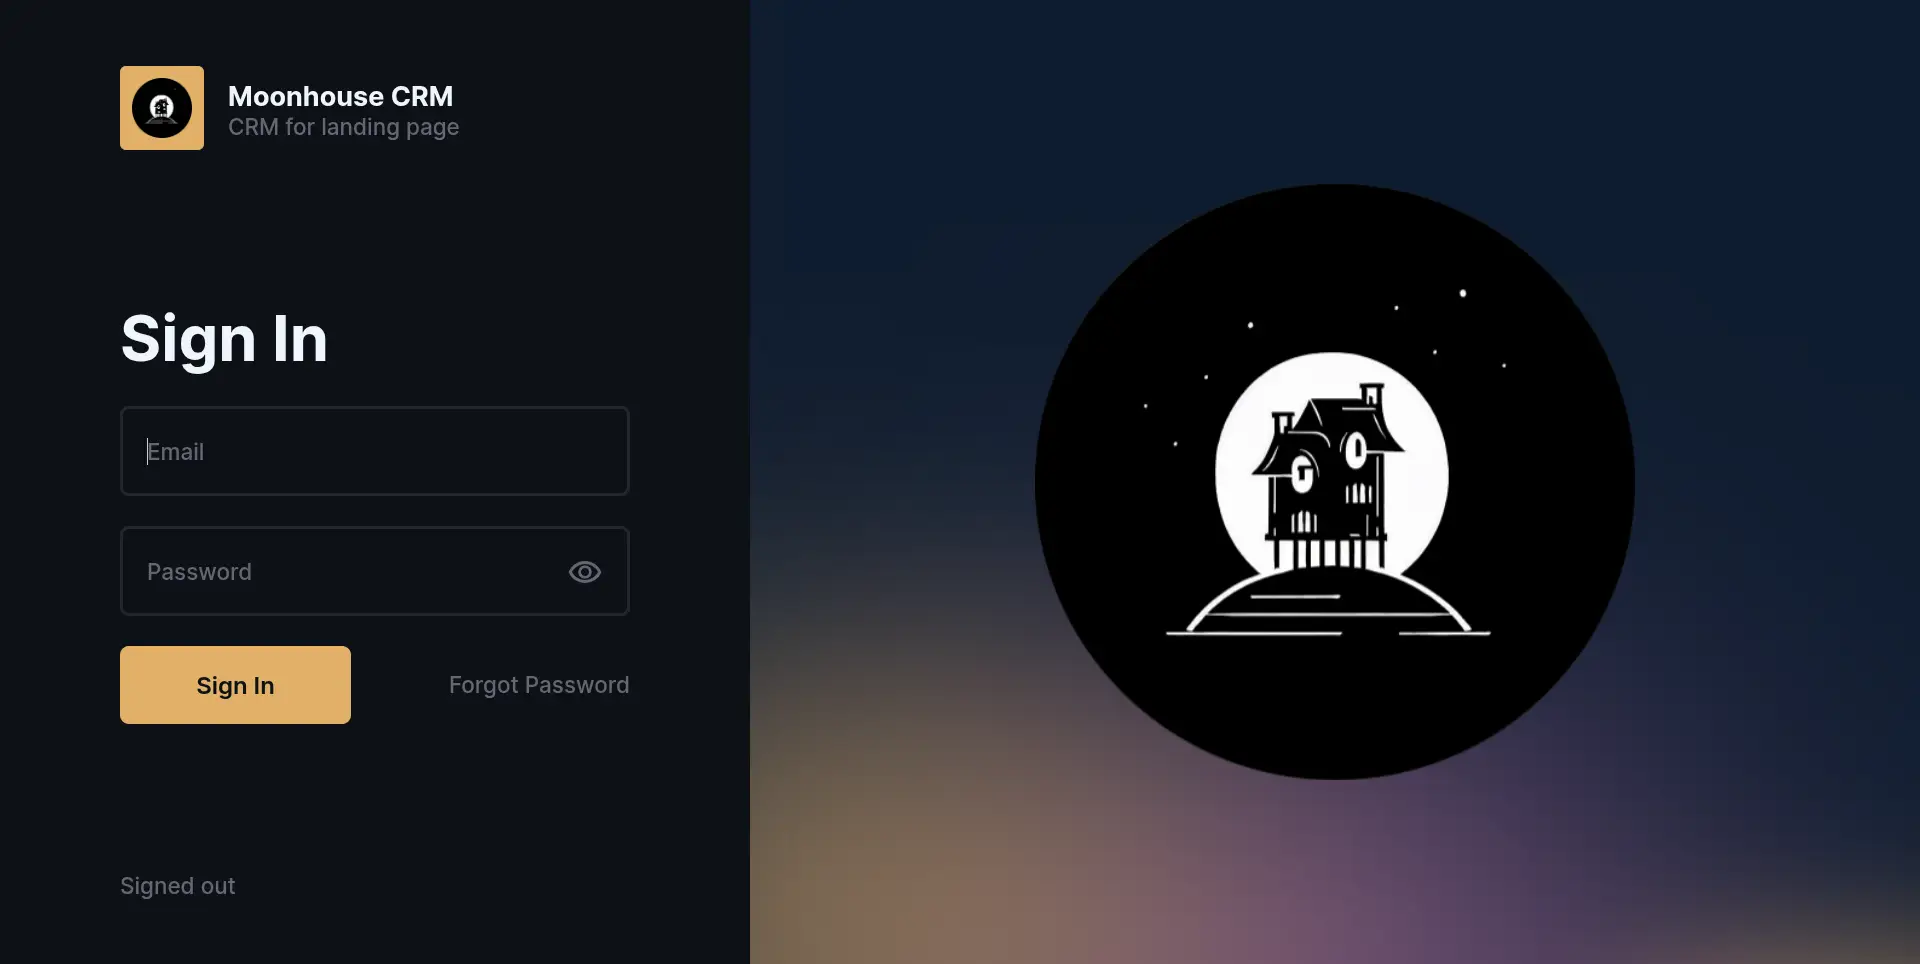 Moonhouse CRM
CRM for landing page
Sign In
Email
Password
Sign In
Forgot Password
Signed out